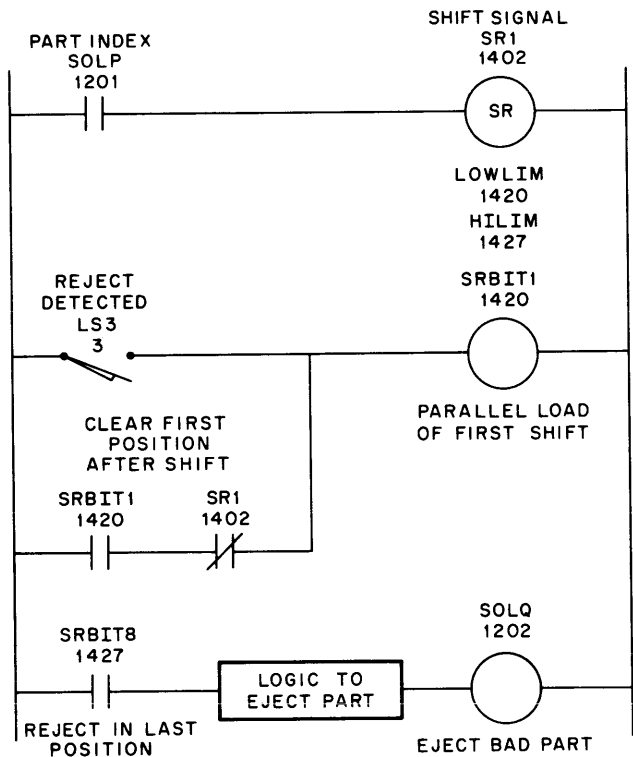 PART INDEX
SOLP
1201
SHIFT SIGNAL
SR1
1402
SR
LOWLIM
1420
HILIM
1427
REJECT
DETECTED
LS3
3
SRBIT1
1420
PARALLEL LOAD
OF FIRST SHIFT
CLEAR FIRST
POSITION
AFTER SHIFT
SRBIT1
1420
SR1
1402
SRBIT8
1427
REJECT IN LAST
POSITION
LOGIC TO
EJECT PART
SOLQ
1202
EJECT BAD PART